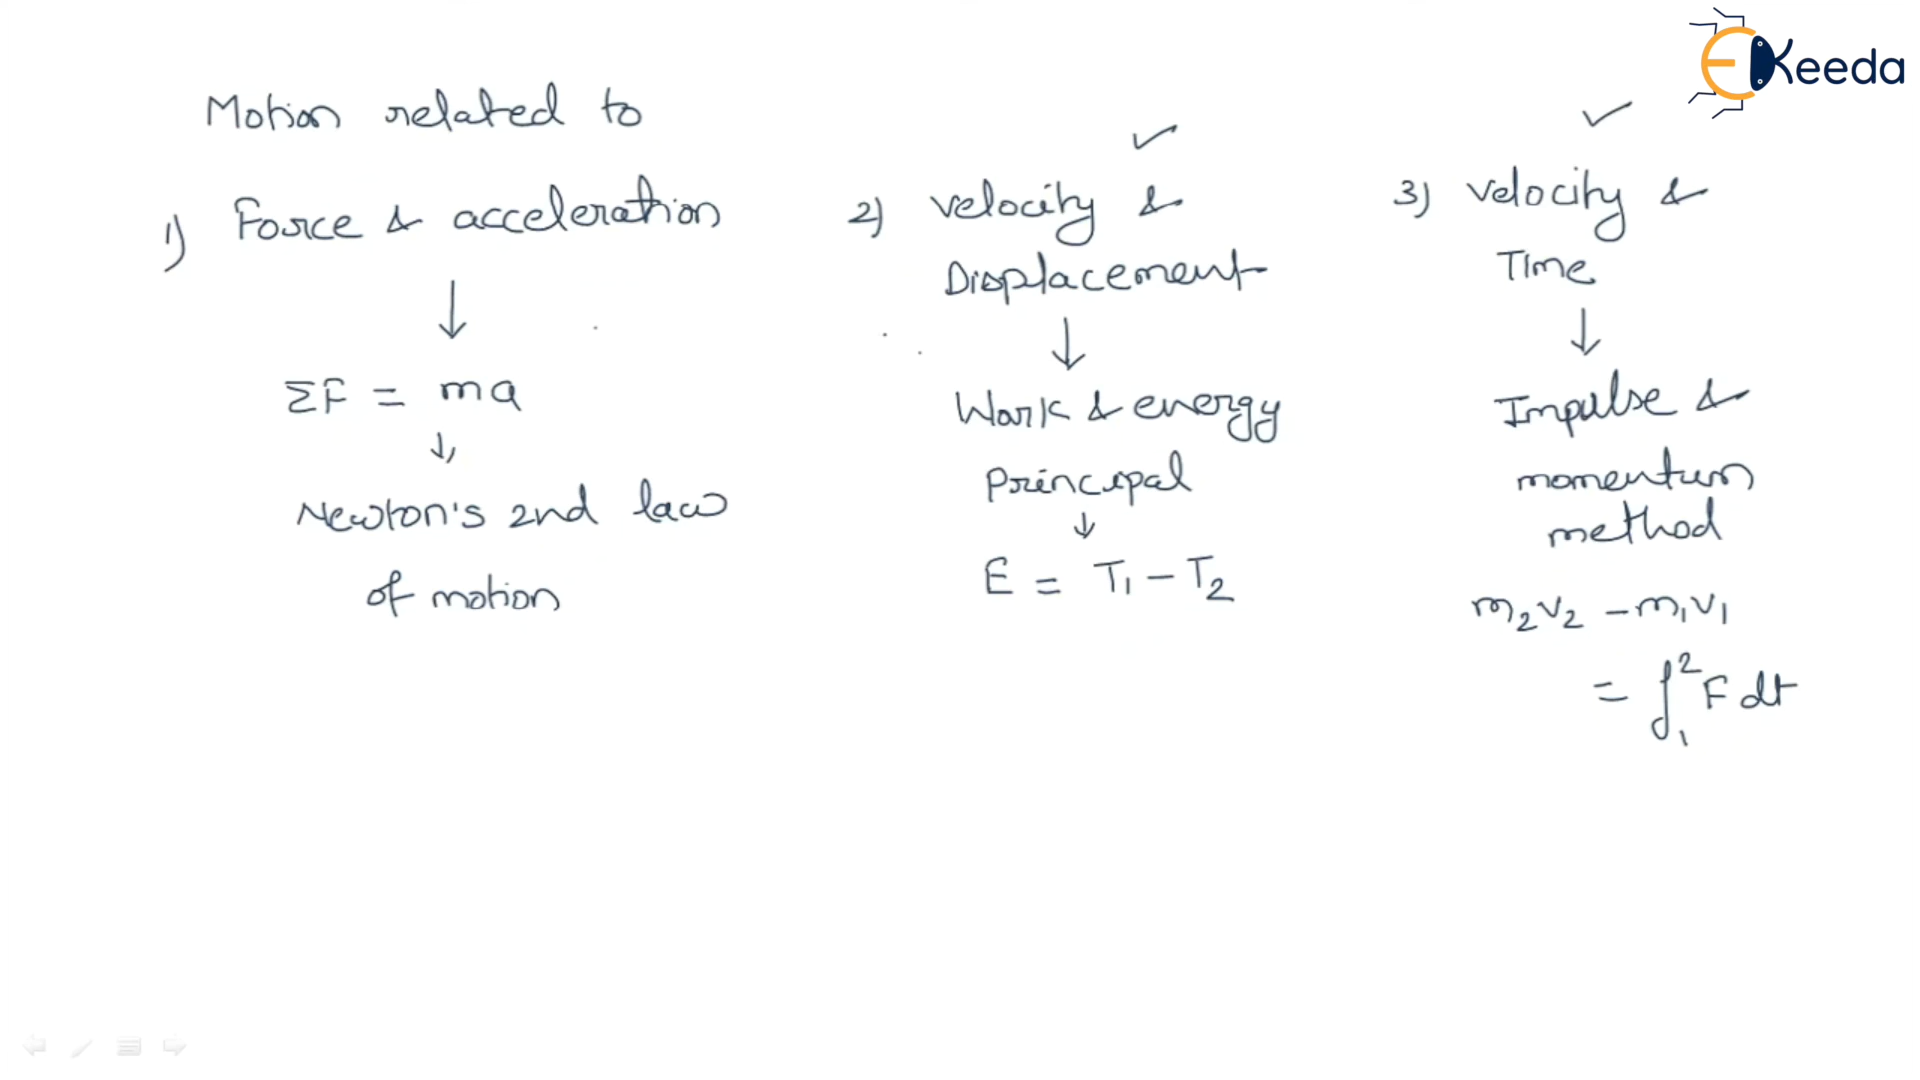 EKeeda
Motion related to
1) Force & acceleration
↓
ΣF = ma
↓
Newton's 2nd law
of motion
✓
2) Velocity &
Displacement
↓
Work & energy
Principal
↓
E = T₁ - T₂
✓
3) Velocity &
Time
↓
Impulse &
momentum
method
m₂v₂ - m₁v₁
= ∫₁² F dt